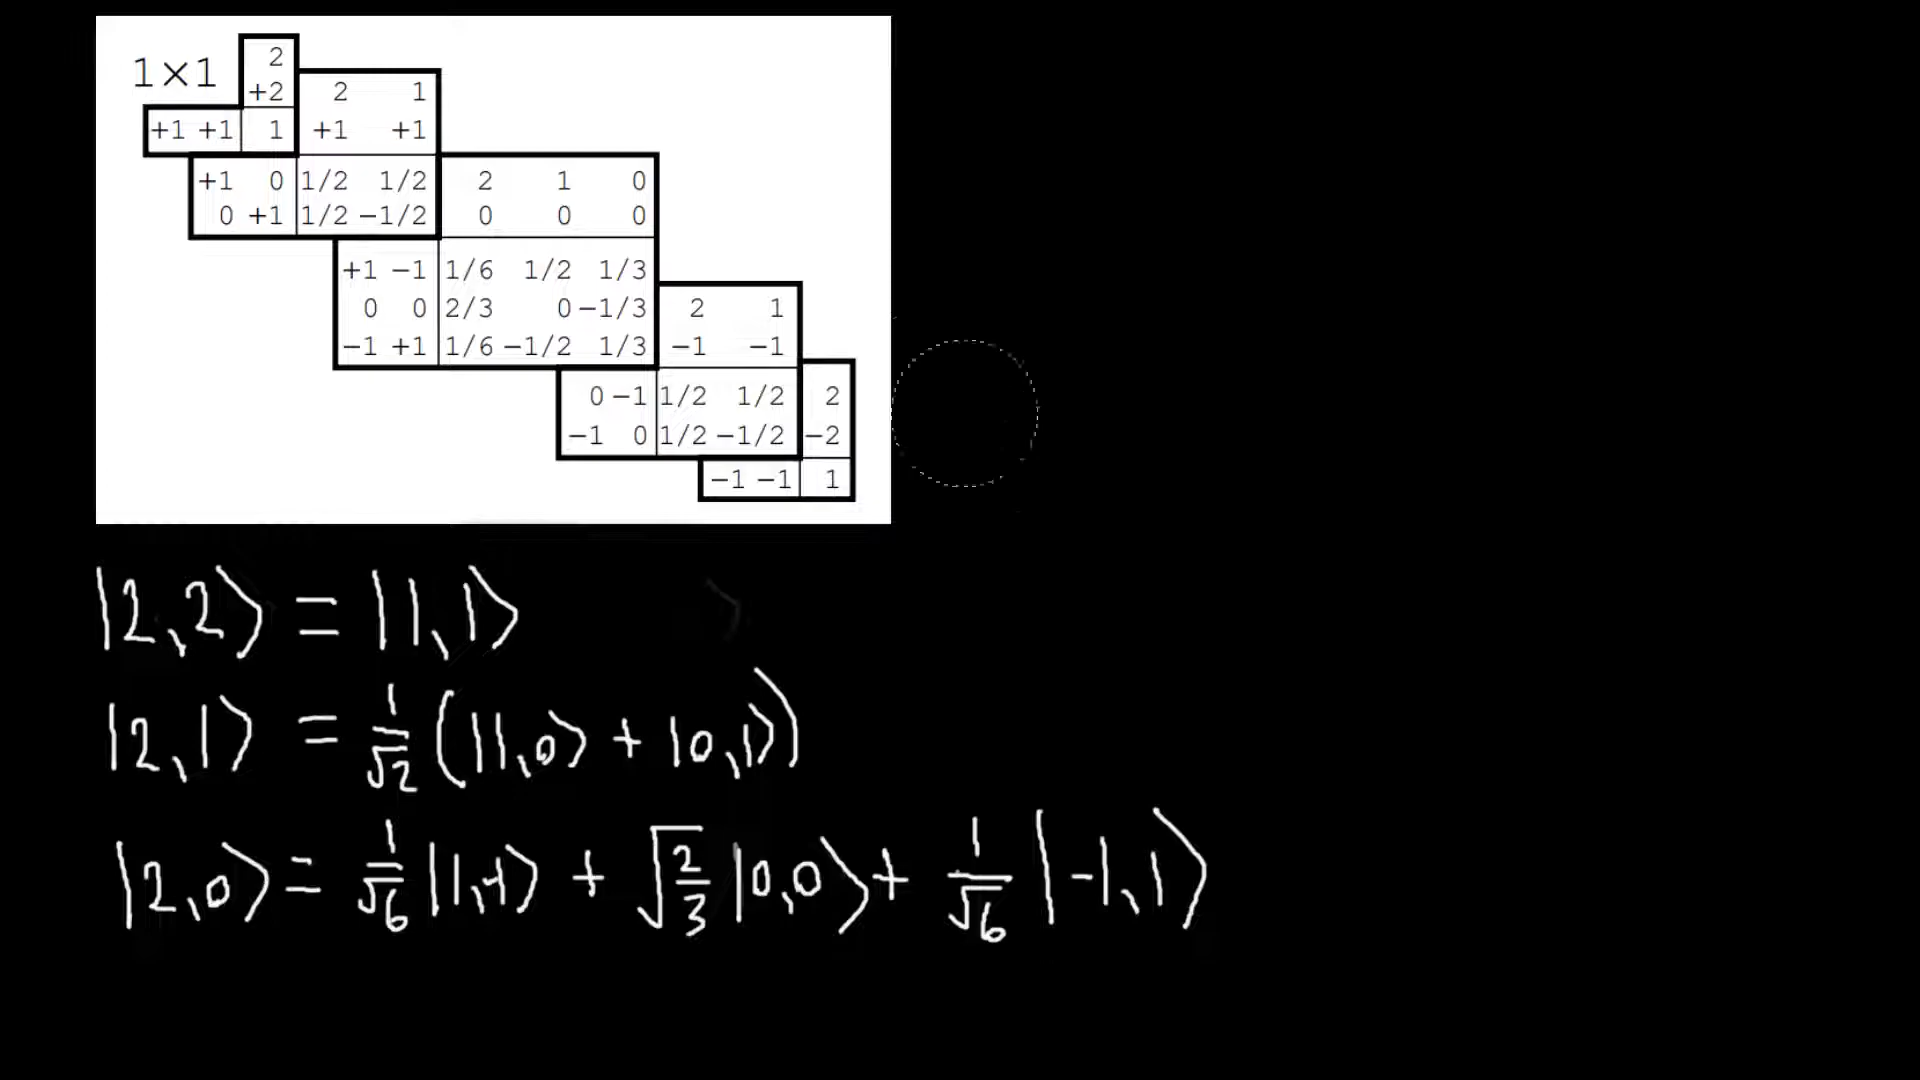 1×1
2
+2 2 1
+1 +1 1 +1 +1
+1 0 1/2 1/2 2 1 0
0 +1 1/2 −1/2 0 0 0
+1 −1 1/6 1/2 1/3
0 0 2/3 0 −1/3 2 1
−1 +1 1/6 −1/2 1/3 −1 −1
0 −1 1/2 1/2 2
−1 0 1/2 −1/2 −2
−1 −1 1
|2,2⟩ = |1,1⟩
|2,1⟩ = 1/√2 (|1,0⟩ + |0,1⟩)
|2,0⟩ = 1/√6 |1,-1⟩ + √2/3 |0,0⟩ + 1/√6 |-1,1⟩